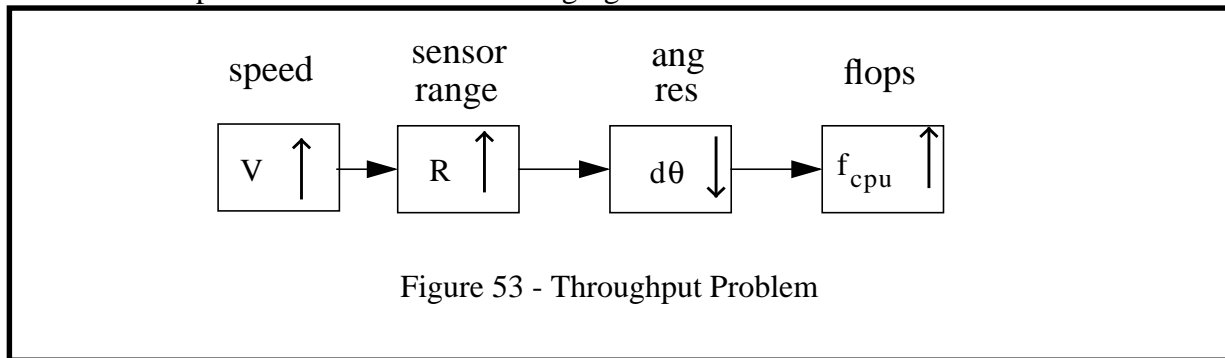 speed
sensor
range
ang
res
flops
V
R
dθ
f_cpu
Figure 53 - Throughput Problem